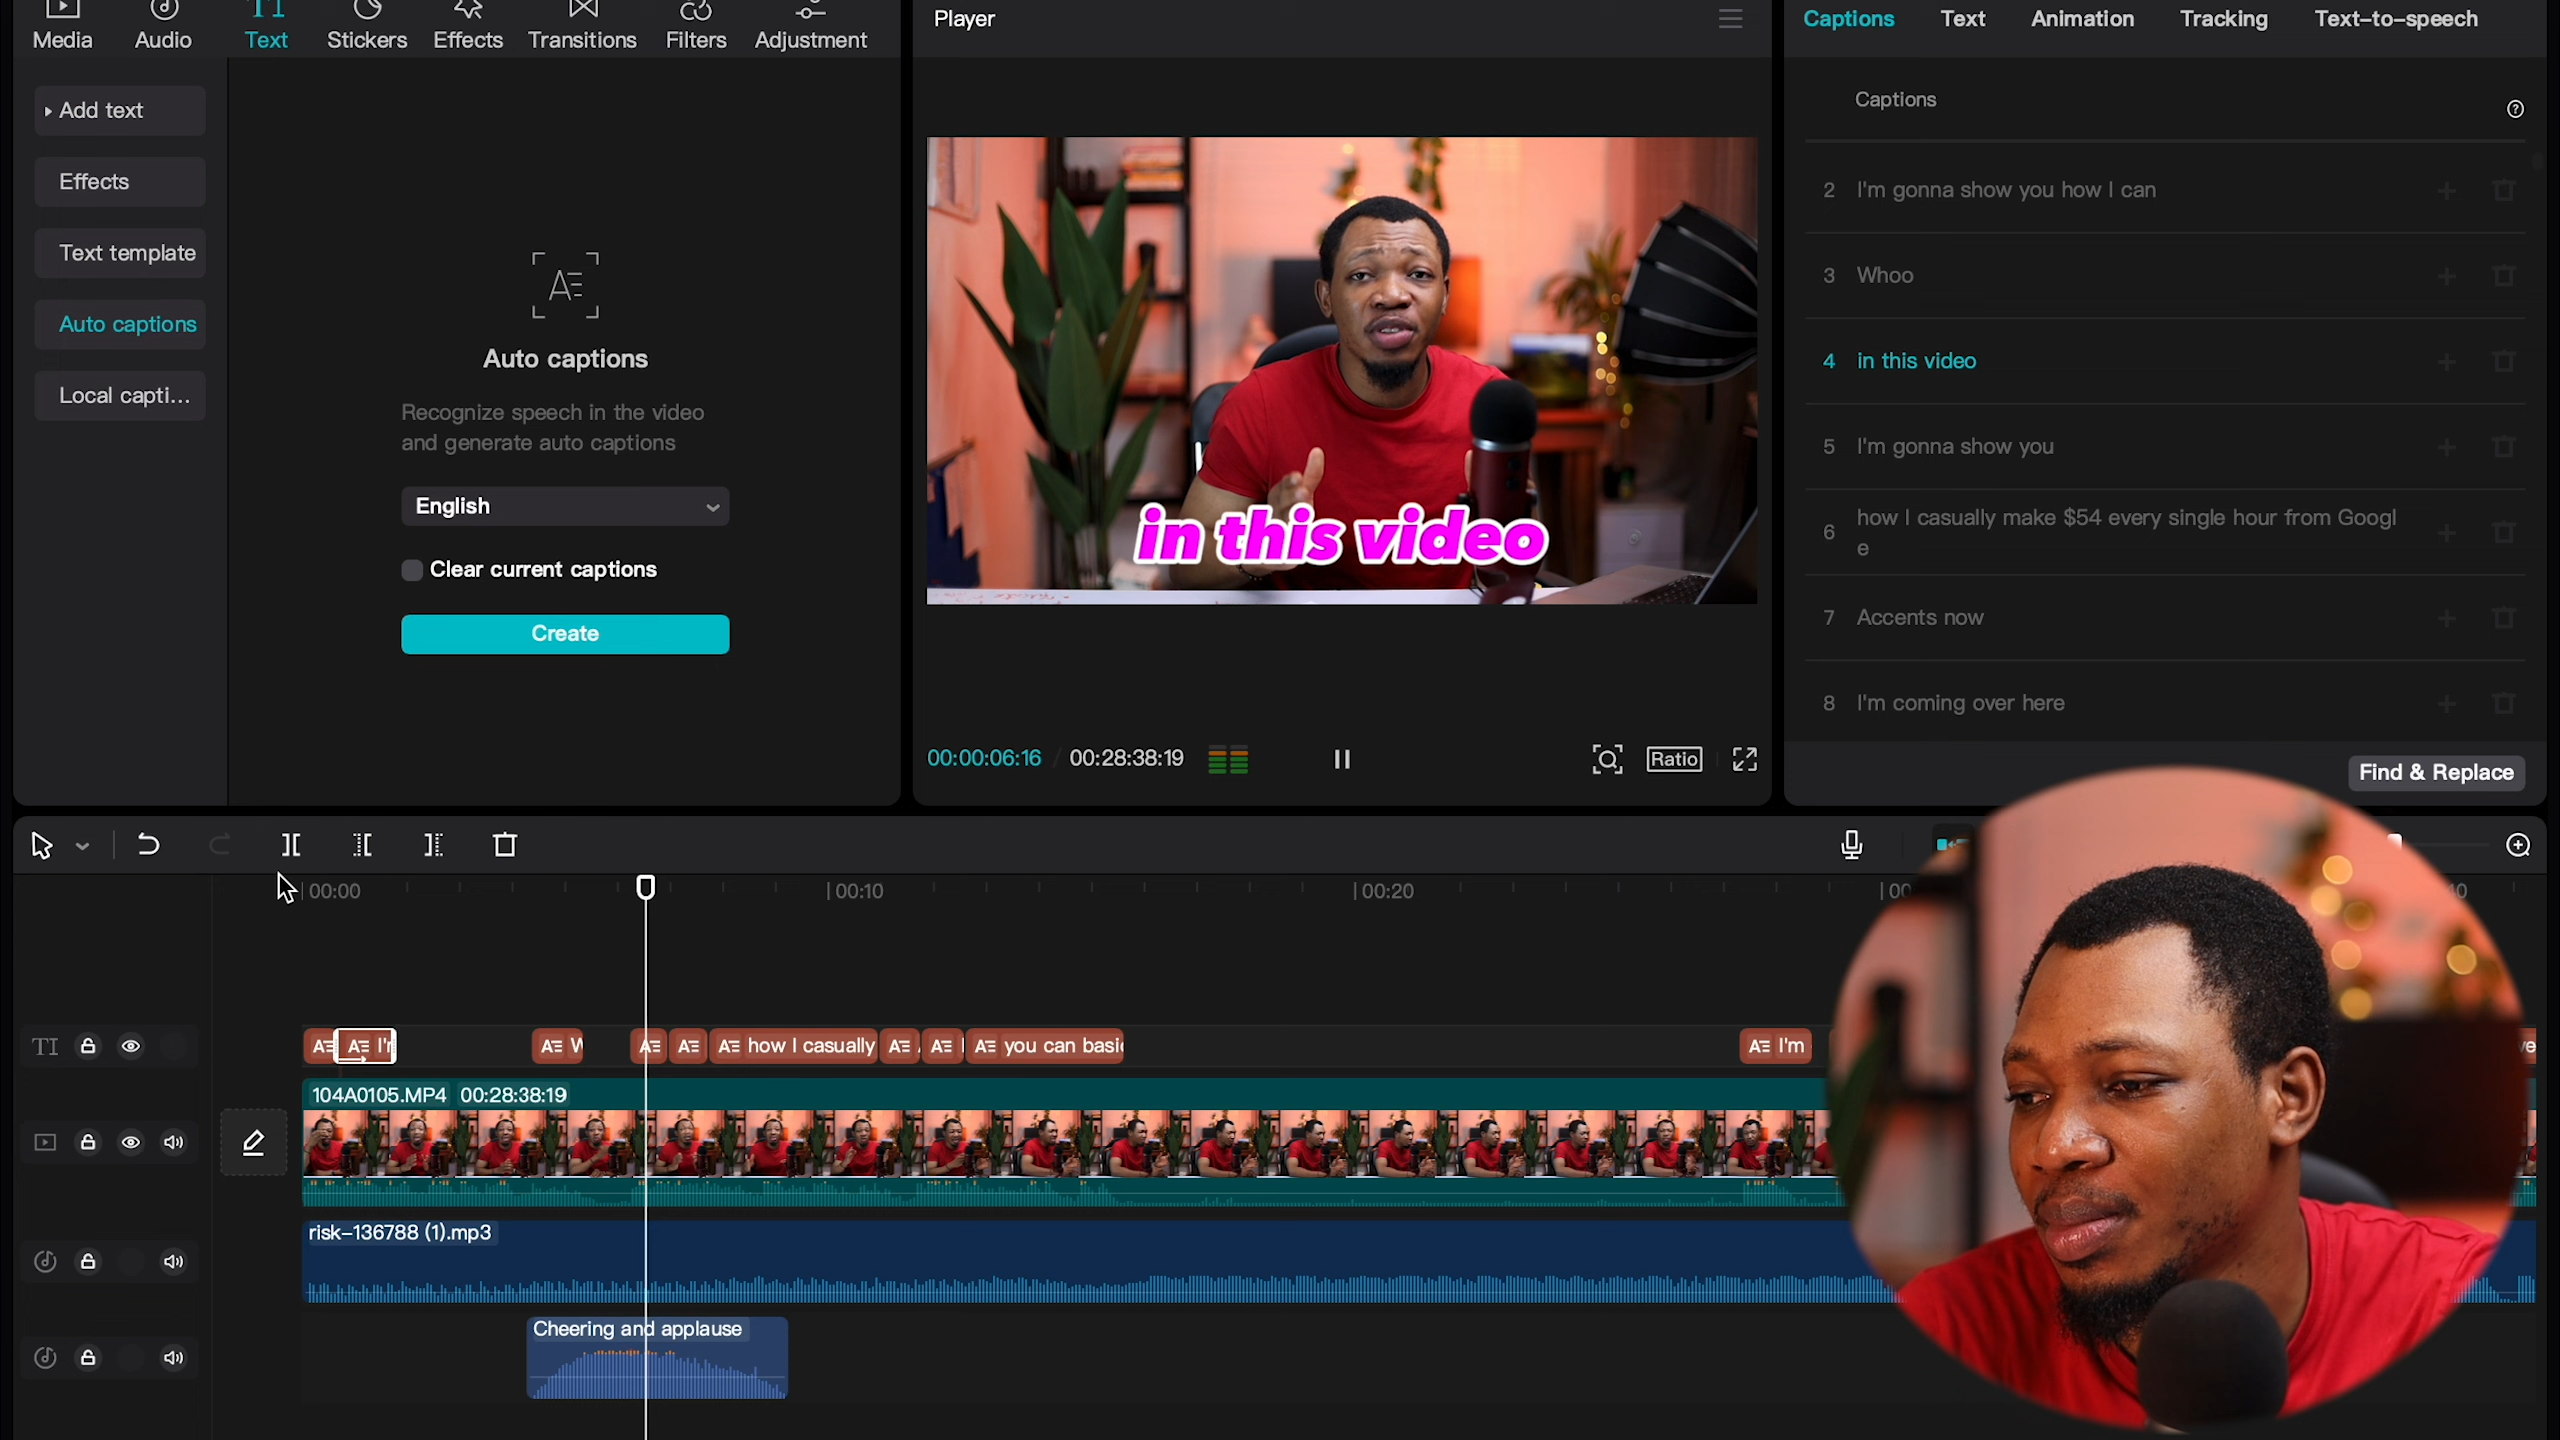 Media
Audio
TI
Text
Stickers
Effects
Transitions
Filters
Adjustment
Player
Captions
Text
Animation
Tracking
Text-to-speech
Add text
Effects
Text template
Auto captions
Local capti...
AΞ
Auto captions
Recognize speech in the video
and generate auto captions
English
Clear current captions
Create
in this video
00:00:06:16 / 00:28:38:19
Ratio
Captions
2 I'm gonna show you how I can
3 Whoo
4 in this video
5 I'm gonna show you
6 how I casually make $54 every single hour from Googl
e
7 Accents now
8 I'm coming over here
Find & Replace
00:00
00:10
00:20
TI
I'm
how I casually
you can basi
I'm
104A0105.MP4 00:28:38:19
risk-136788 (1).mp3
Cheering and applause